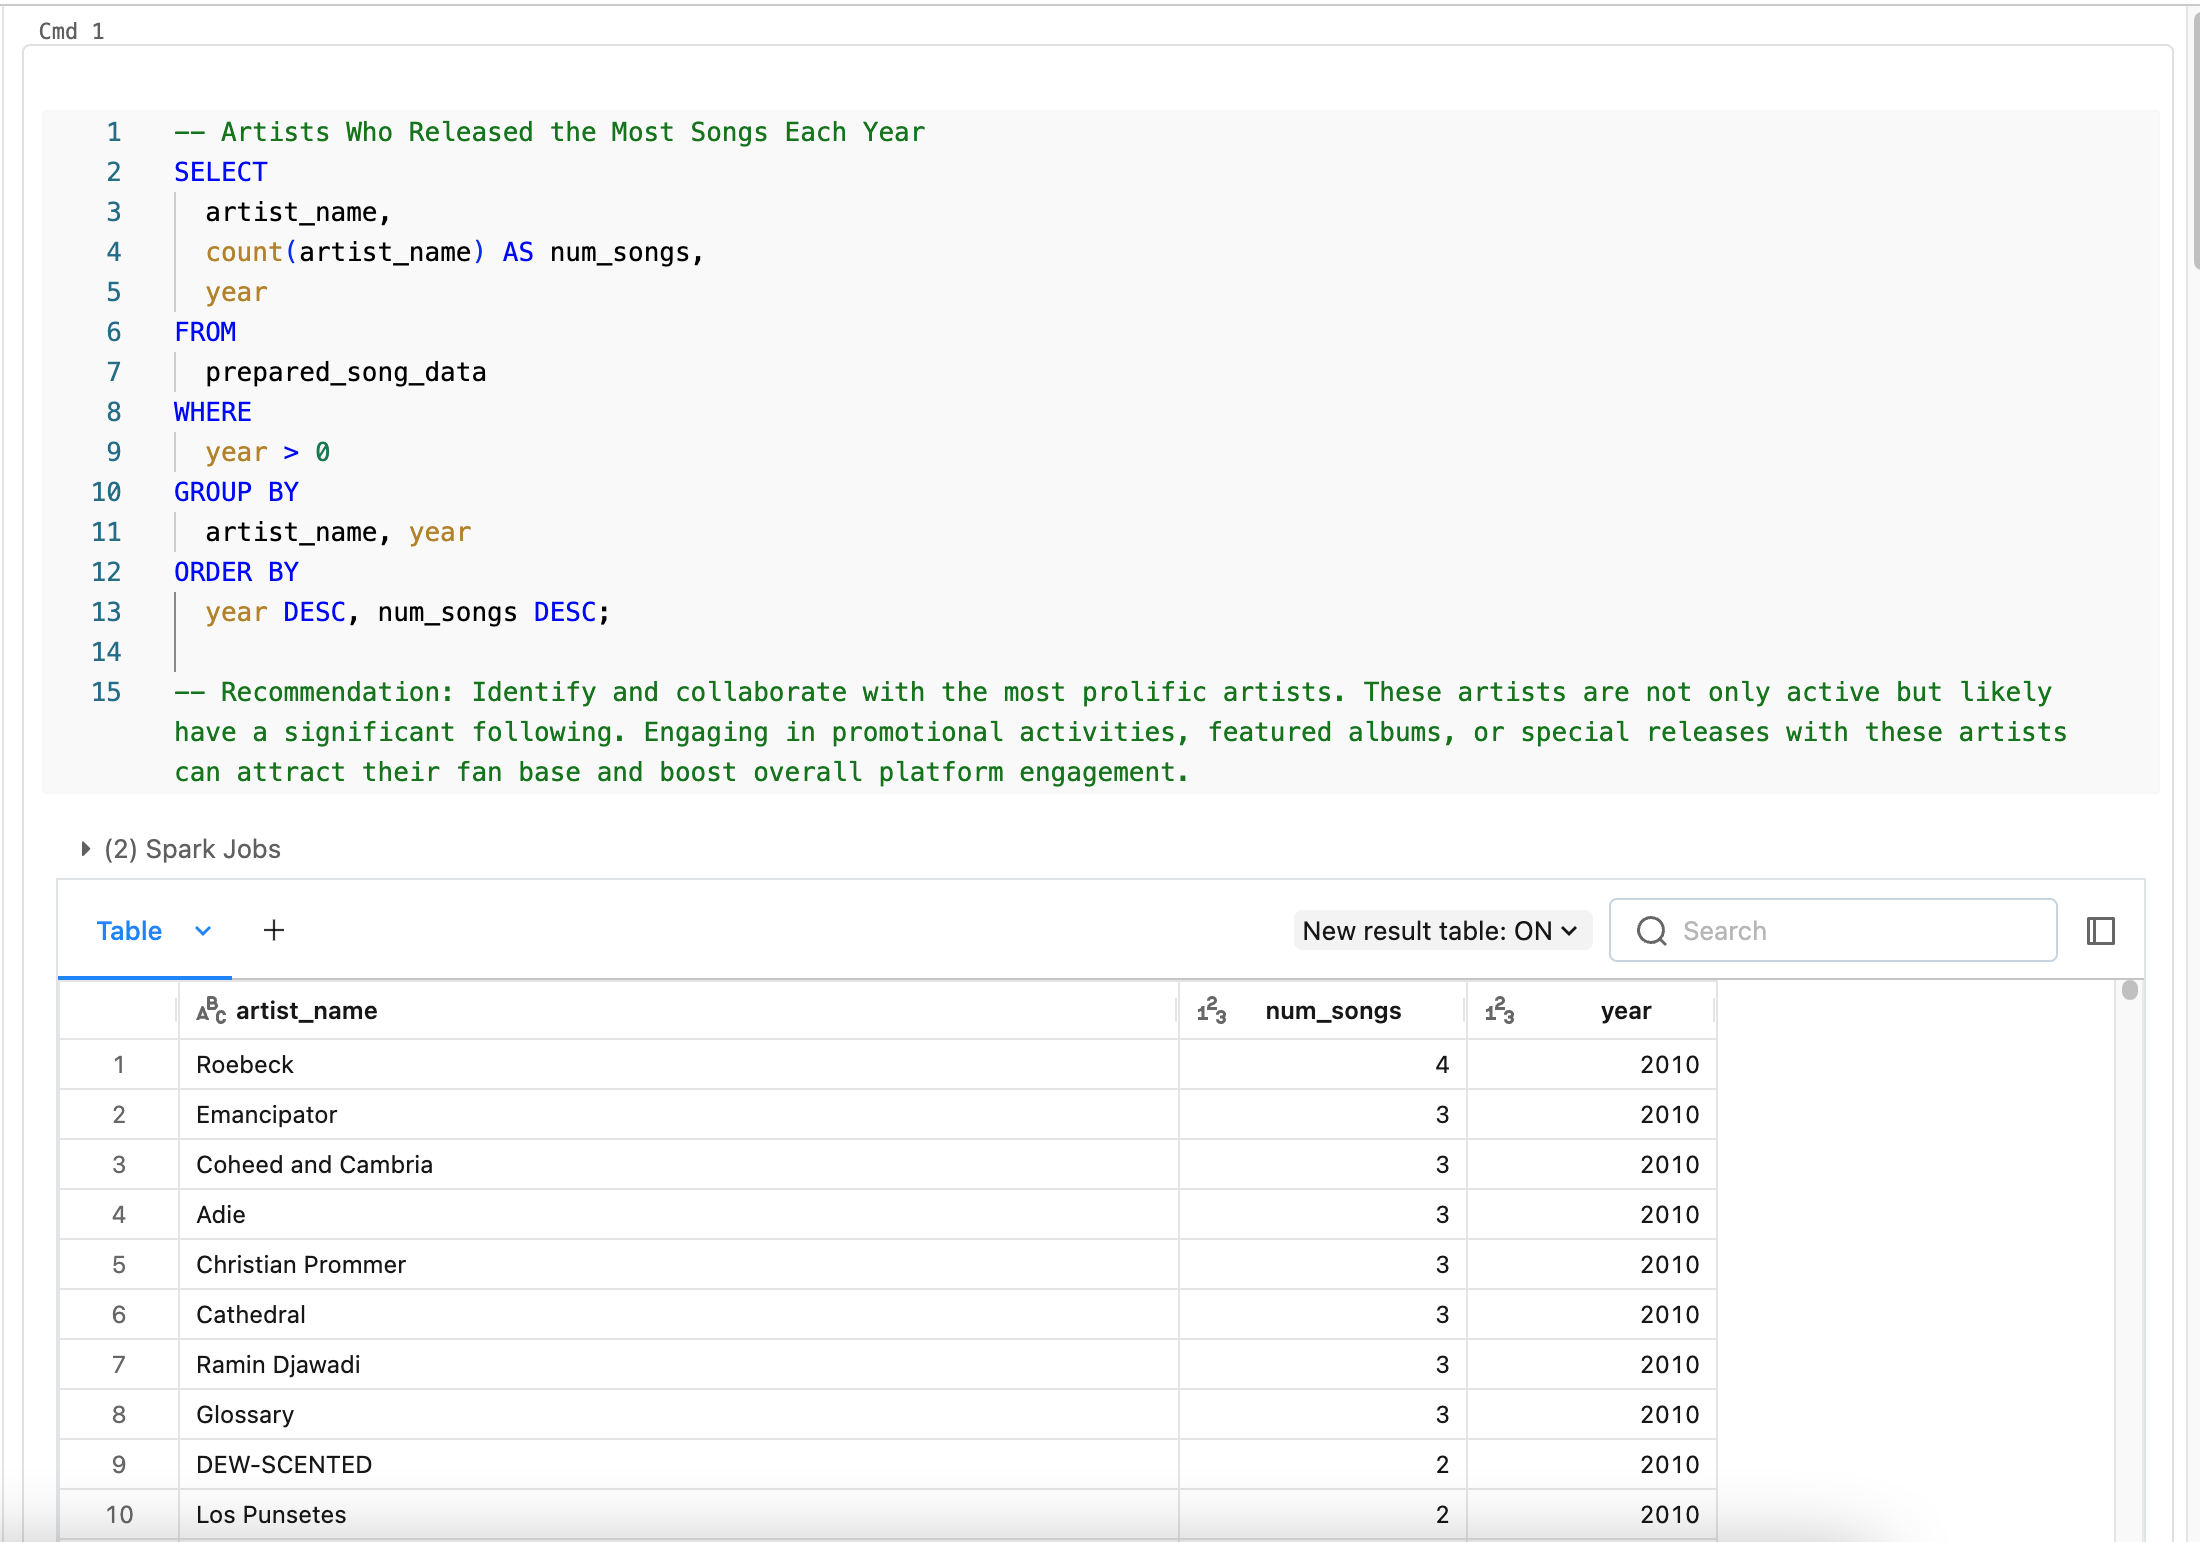 Cmd 1
1 -- Artists Who Released the Most Songs Each Year
2 SELECT
3 artist_name,
4 count(artist_name) AS num_songs,
5 year
6 FROM
7 prepared_song_data
8 WHERE
9 year > 0
10 GROUP BY
11 artist_name, year
12 ORDER BY
13 year DESC, num_songs DESC;
14
15 -- Recommendation: Identify and collaborate with the most prolific artists. These artists are not only active but likely
have a significant following. Engaging in promotional activities, featured albums, or special releases with these artists
can attract their fan base and boost overall platform engagement.
(2) Spark Jobs
Table + New result table: ON Search
ABC artist_name 123 num_songs 123 year
1 Roebeck 4 2010
2 Emancipator 3 2010
3 Coheed and Cambria 3 2010
4 Adie 3 2010
5 Christian Prommer 3 2010
6 Cathedral 3 2010
7 Ramin Djawadi 3 2010
8 Glossary 3 2010
9 DEW-SCENTED 2 2010
10 Los Punsetes 2 2010